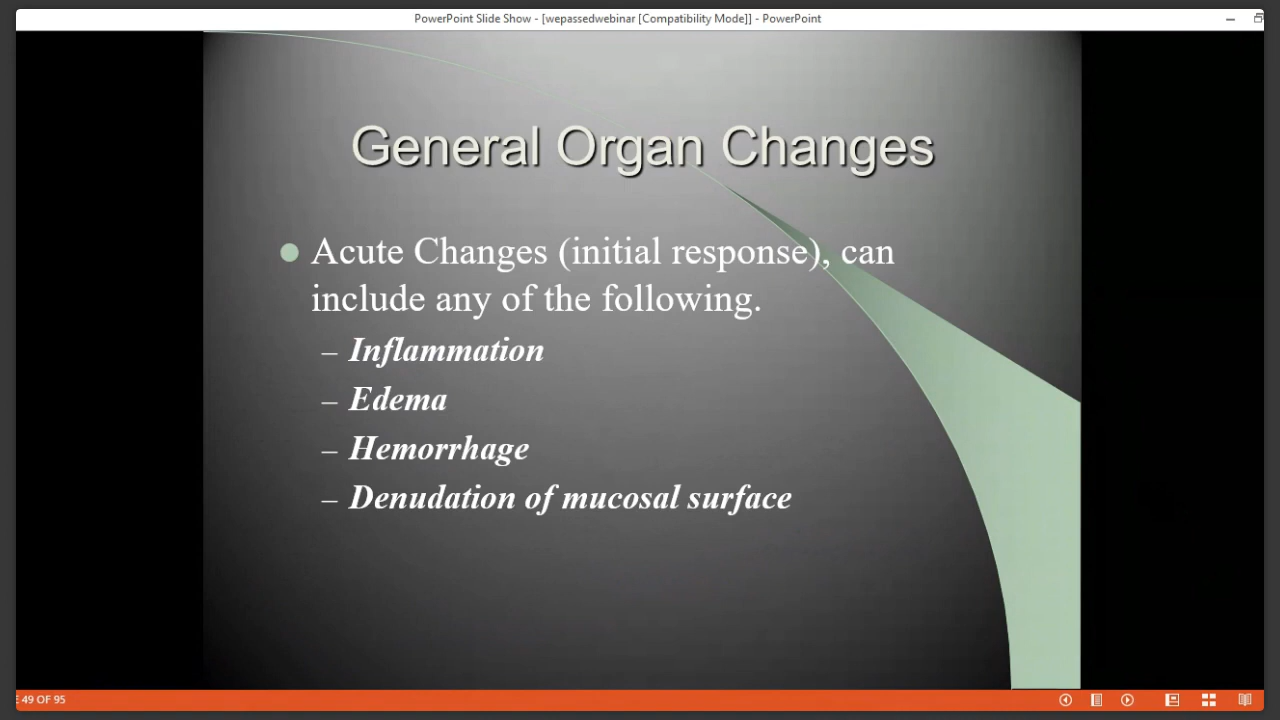 PowerPoint Slide Show - [wepassedwebinar [Compatibility Mode]] - PowerPoint
General Organ Changes
Acute Changes (initial response), can
include any of the following.
– Inflammation
– Edema
– Hemorrhage
– Denudation of mucosal surface
E 49 OF 95